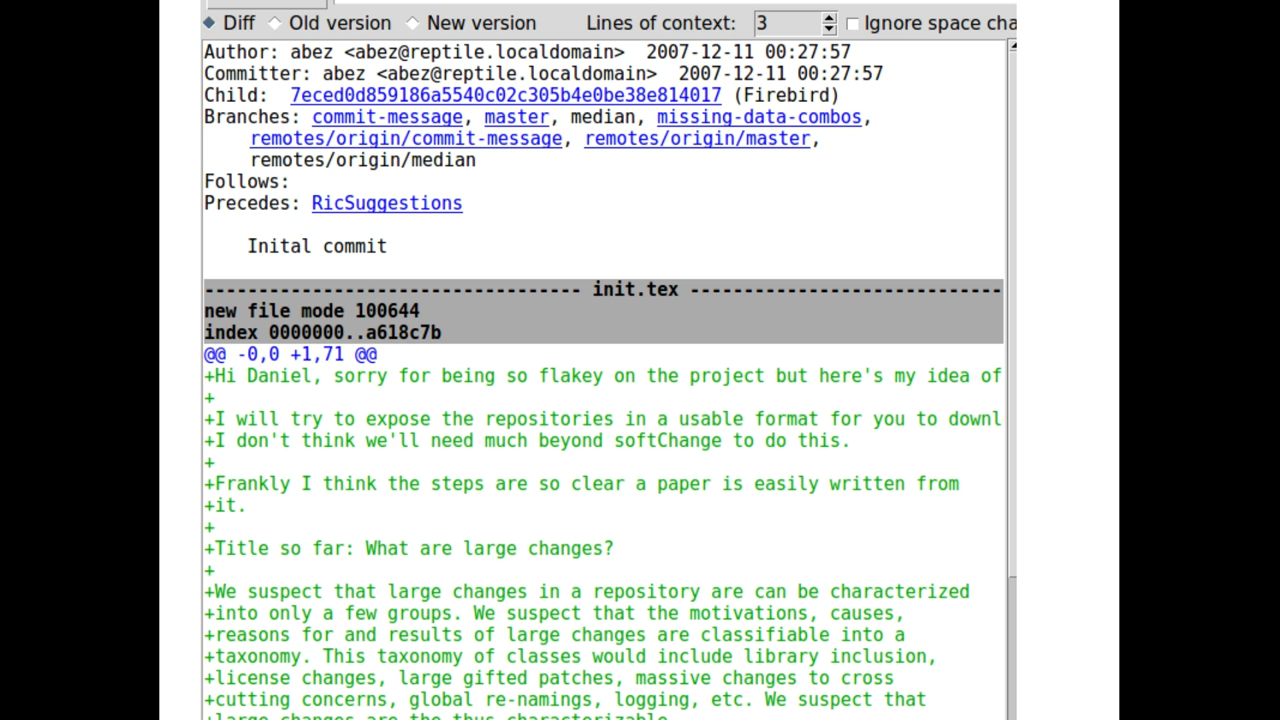 Diff Old version New version Lines of context: 3 Ignore space cha
Author: abez <abez@reptile.localdomain> 2007-12-11 00:27:57
Committer: abez <abez@reptile.localdomain> 2007-12-11 00:27:57
Child: 7eced0d859186a5540c02c305b4e0be38e814017 (Firebird)
Branches: commit-message, master, median, missing-data-combos,
remotes/origin/commit-message, remotes/origin/master,
remotes/origin/median
Follows:
Precedes: RicSuggestions
Inital commit
----------------------------------- init.tex -----------------------------
new file mode 100644
index 0000000..a618c7b
@@ -0,0 +1,71 @@
+Hi Daniel, sorry for being so flakey on the project but here's my idea of
+
+I will try to expose the repositories in a usable format for you to downl
+I don't think we'll need much beyond softChange to do this.
+
+Frankly I think the steps are so clear a paper is easily written from
+it.
+
+Title so far: What are large changes?
+
+We suspect that large changes in a repository are can be characterized
+into only a few groups. We suspect that the motivations, causes,
+reasons for and results of large changes are classifiable into a
+taxonomy. This taxonomy of classes would include library inclusion,
+license changes, large gifted patches, massive changes to cross
+cutting concerns, global re-namings, logging, etc. We suspect that
+large changes are the thus characterizable